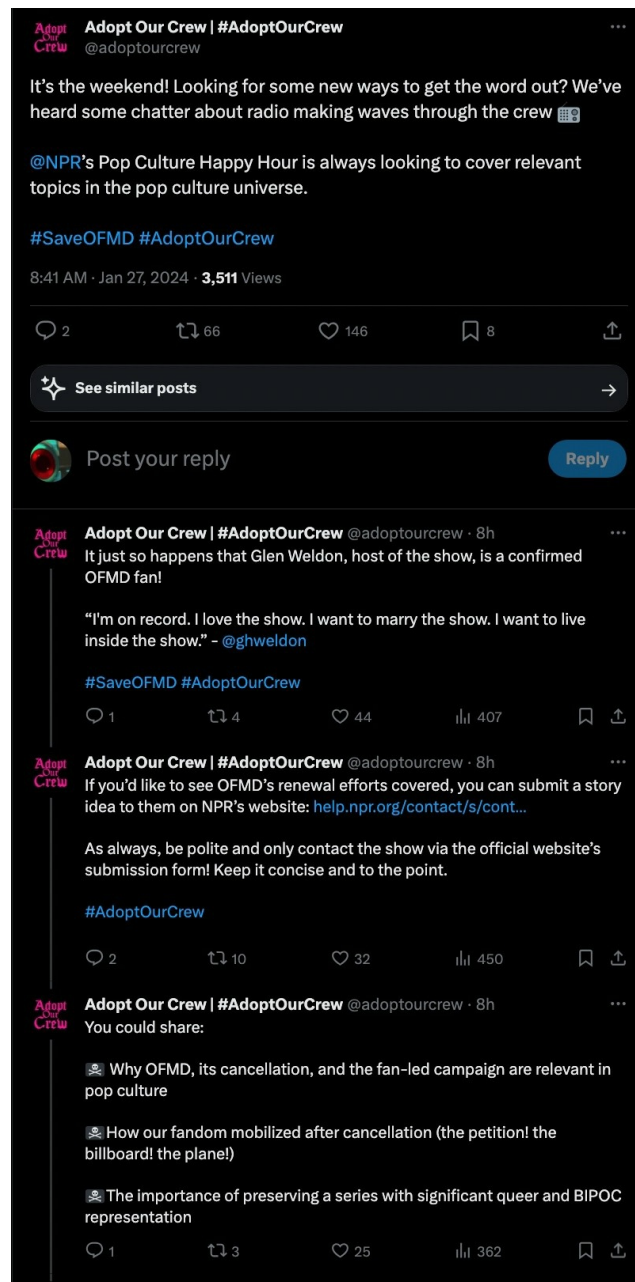 Adopt Our Crew
Adopt Our Crew | #AdoptOurCrew
@adoptourcrew
It’s the weekend! Looking for some new ways to get the word out? We’ve
heard some chatter about radio making waves through the crew 📻
@NPR’s Pop Culture Happy Hour is always looking to cover relevant
topics in the pop culture universe.
#SaveOFMD #AdoptOurCrew
8:41 AM · Jan 27, 2024 · 3,511 Views
2 66 146 8
See similar posts
Post your reply
Reply
Adopt Our Crew
Adopt Our Crew | #AdoptOurCrew @adoptourcrew · 8h
It just so happens that Glen Weldon, host of the show, is a confirmed
OFMD fan!
“I'm on record. I love the show. I want to marry the show. I want to live
inside the show.” - @ghweldon
#SaveOFMD #AdoptOurCrew
1 4 44 407
Adopt Our Crew
Adopt Our Crew | #AdoptOurCrew @adoptourcrew · 8h
If you’d like to see OFMD’s renewal efforts covered, you can submit a story
idea to them on NPR’s website: help.npr.org/contact/s/cont...
As always, be polite and only contact the show via the official website’s
submission form! Keep it concise and to the point.
#AdoptOurCrew
2 10 32 450
Adopt Our Crew
Adopt Our Crew | #AdoptOurCrew @adoptourcrew · 8h
You could share:
🏴‍☠️ Why OFMD, its cancellation, and the fan-led campaign are relevant in
pop culture
🏴‍☠️ How our fandom mobilized after cancellation (the petition! the
billboard! the plane!)
🏴‍☠️ The importance of preserving a series with significant queer and BIPOC
representation
1 3 25 362